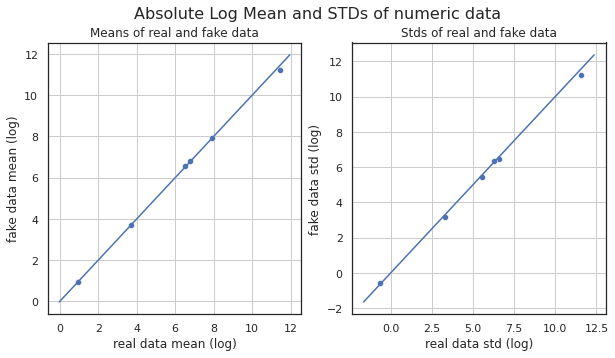 Absolute Log Mean and STDs of numeric data
Means of real and fake data
Stds of real and fake data
fake data mean (log)
12
10
8
6
4
2
0
0 2 4 6 8 10 12
real data mean (log)
fake data std (log)
12
10
8
6
4
2
0
−2
0.0 2.5 5.0 7.5 10.0 12.5
real data std (log)